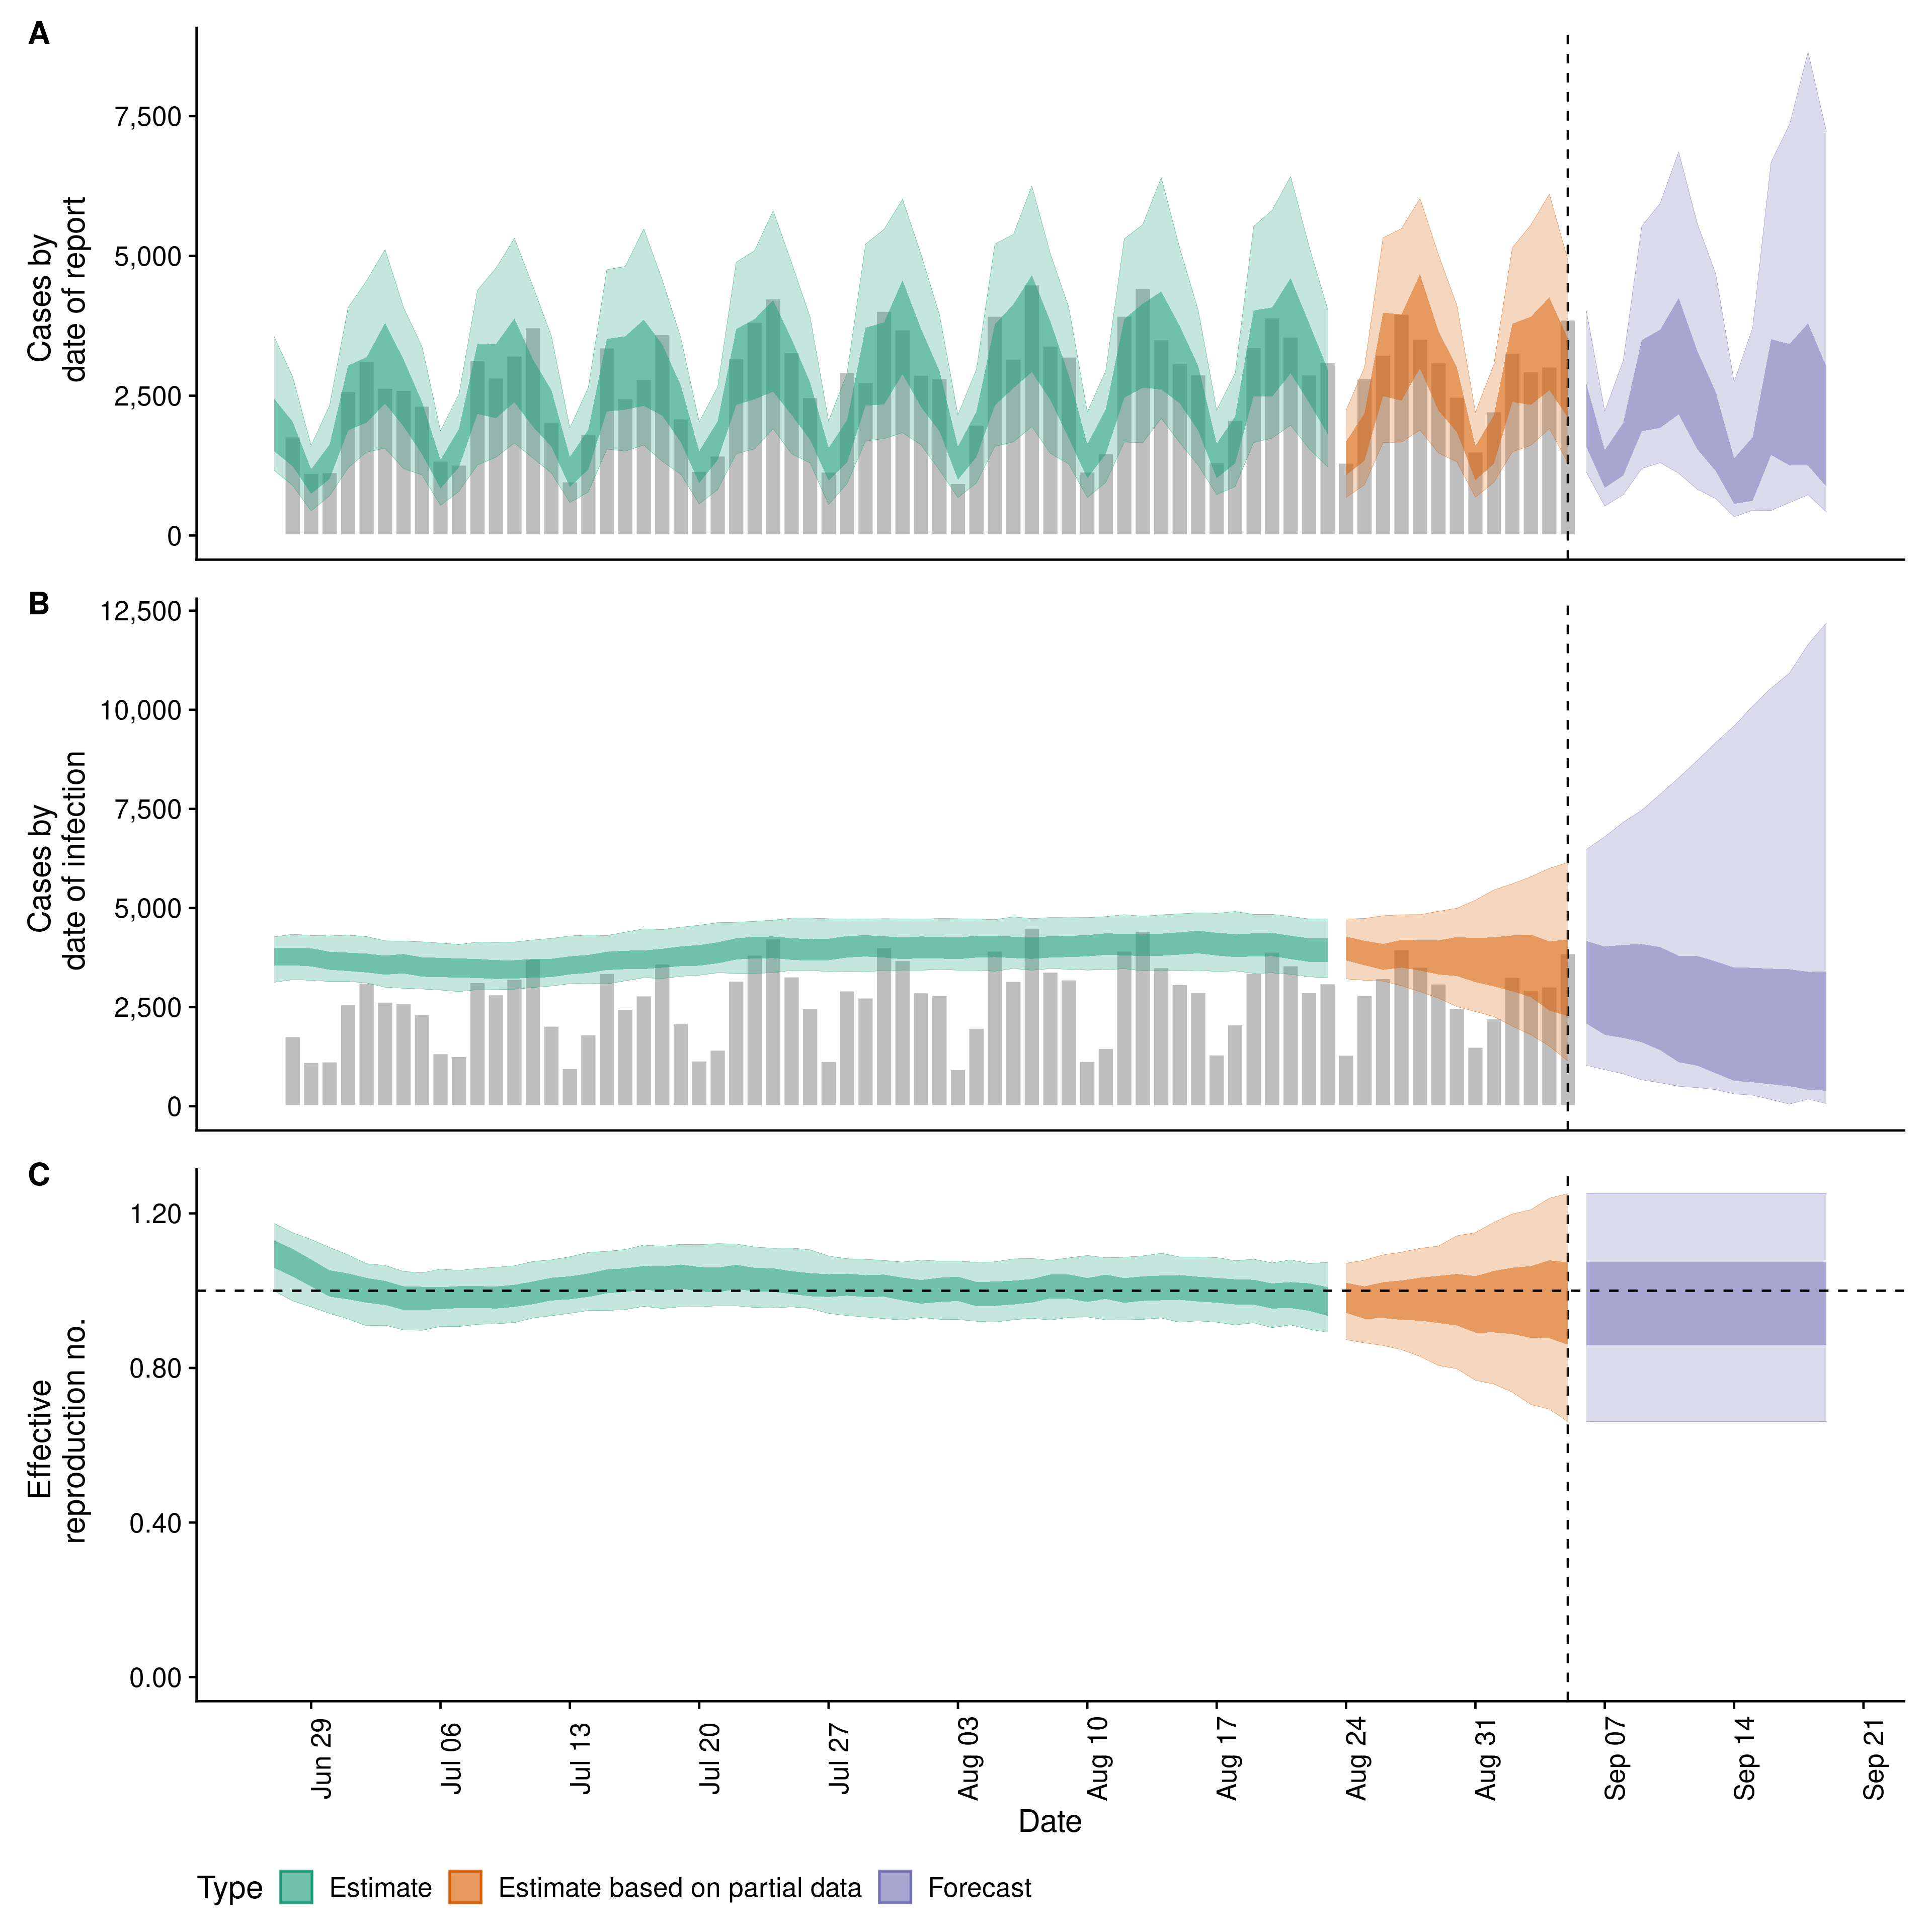 A
Cases by
date of report
7,500
5,000
2,500
0
B
Cases by
date of infection
12,500
10,000
7,500
5,000
2,500
0
C
Effective
reproduction no.
1.20
0.80
0.40
0.00
Jun 29
Jul 06
Jul 13
Jul 20
Jul 27
Aug 03
Aug 10
Aug 17
Aug 24
Aug 31
Sep 07
Sep 14
Sep 21
Date
Type Estimate Estimate based on partial data Forecast